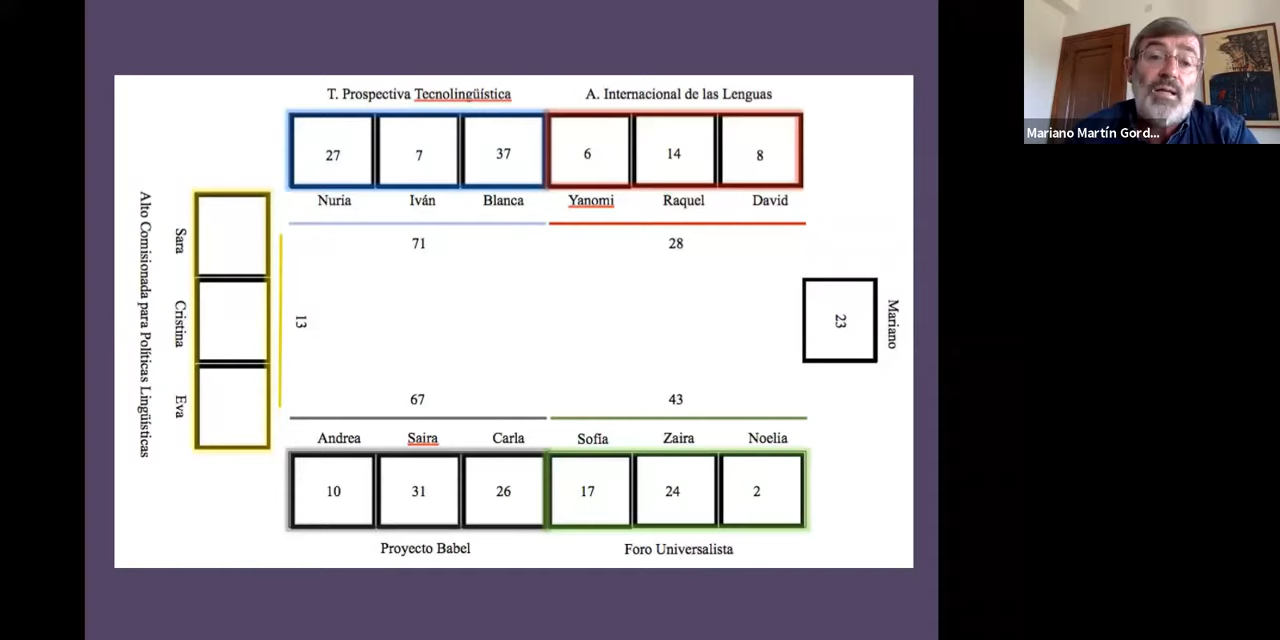 T. Prospectiva Tecnolingüística
A. Internacional de las Lenguas
27
7
37
6
14
8
Nuria
Iván
Blanca
Yanomi
Raquel
David
71
28
Alto Comisionada para Políticas Lingüísticas
Sara
Cristina
Eva
13
23
Mariano
67
43
Andrea
Saira
Carla
Sofía
Zaira
Noelia
10
31
26
17
24
2
Proyecto Babel
Foro Universalista
Mariano Martín Gord...